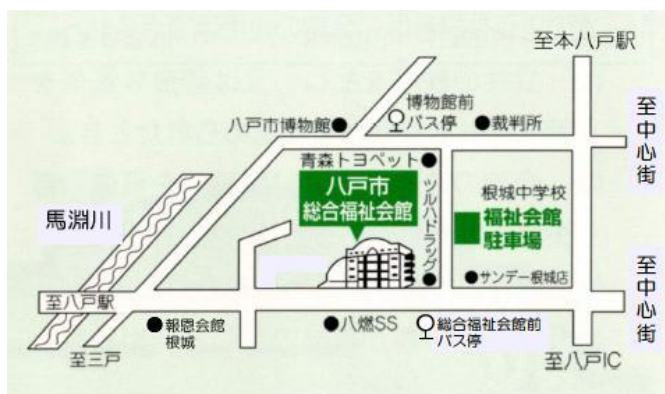 至本八戸駅
博物館前
バス停
八戸市博物館
裁判所
至中心街
青森トヨペット
八戸市
総合福祉会館
ツルハドラッグ
根城中学校
福祉会館
駐車場
馬淵川
サンデー根城店
至中心街
至八戸駅
報恩会館
根城
八燃SS
総合福祉会館前
バス停
至三戸
至八戸IC